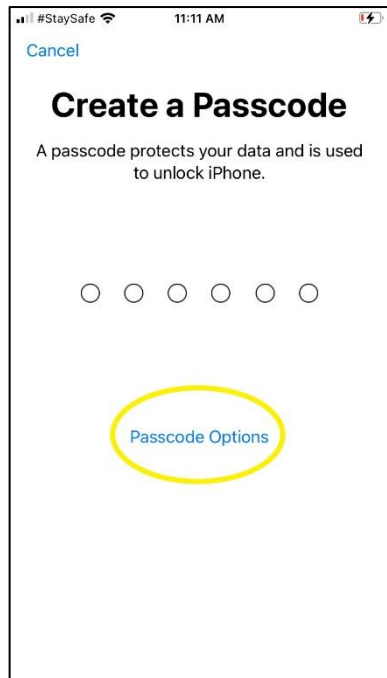 #StaySafe 11:11 AM
Cancel
Create a Passcode
A passcode protects your data and is used
to unlock iPhone.
Passcode Options